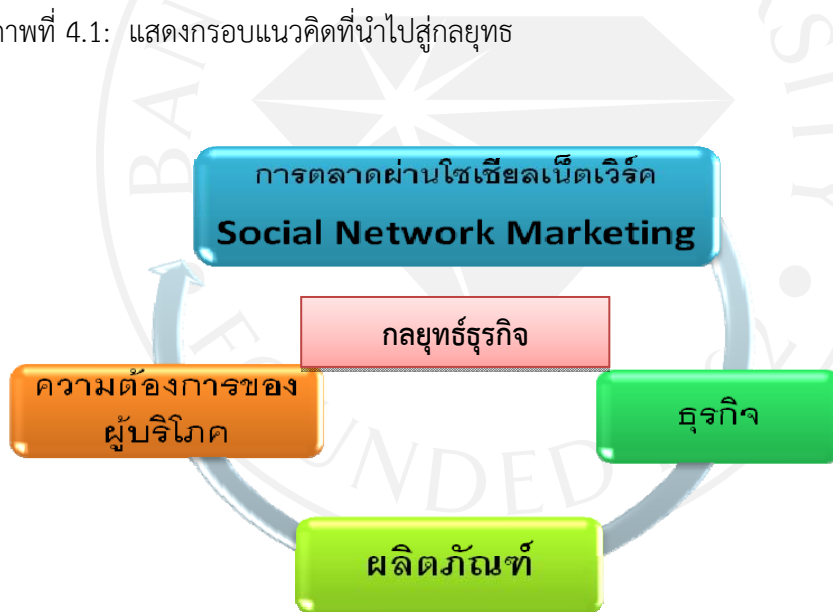 าพที่ 4.1: แสดงกรอบแนวคิดที่นำไปสู่กลยุทธ
การตลาดผ่านโซเชียลเน็ตเวิร์ค
Social Network Marketing
กลยุทธ์ธุรกิจ
ความต้องการของ
ผู้บริโภค
ธุรกิจ
ผลิตภัณฑ์